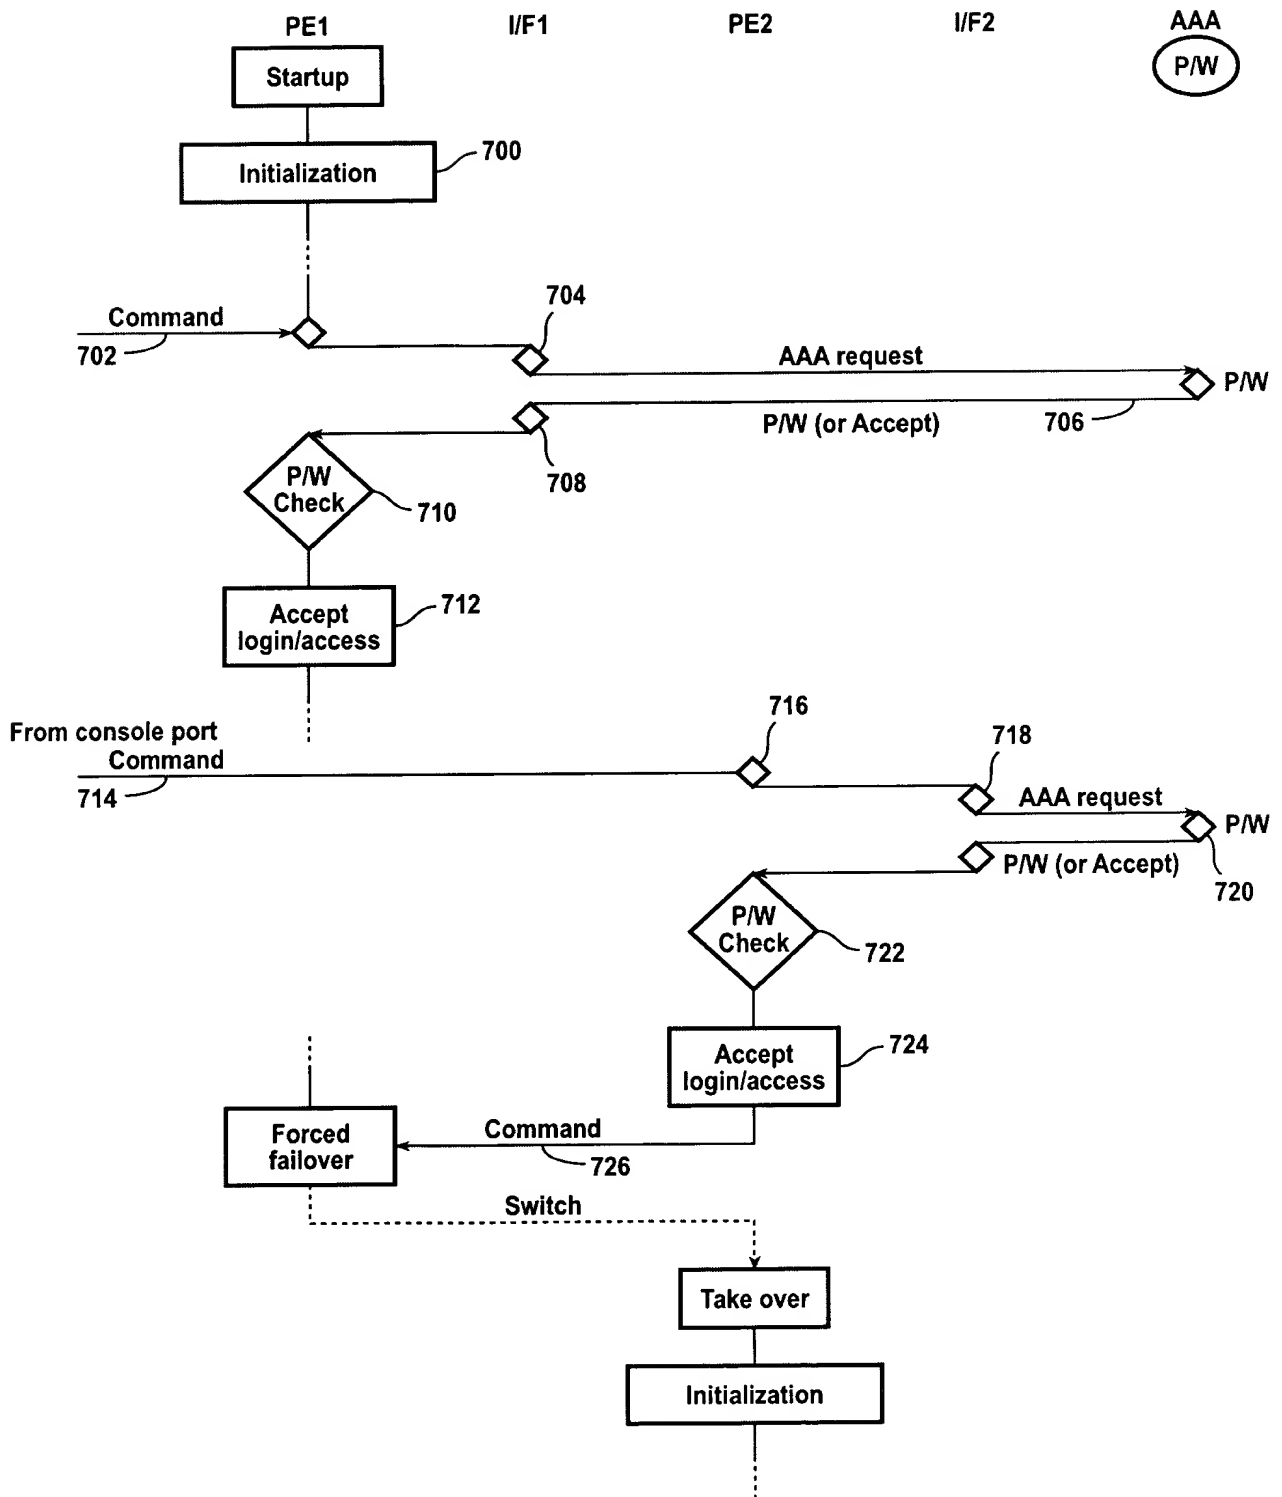 PE1
I/F1
PE2
I/F2
AAA
Startup
P/W
Initialization
700
704
Command
702
AAA request
P/W
P/W (or Accept)
706
708
P/W
Check
710
Accept
login/access
712
From console port
Command
714
716
718
AAA request
P/W
P/W (or Accept)
720
P/W
Check
722
Accept
login/access
724
Forced
failover
Command
726
Switch
Take over
Initialization